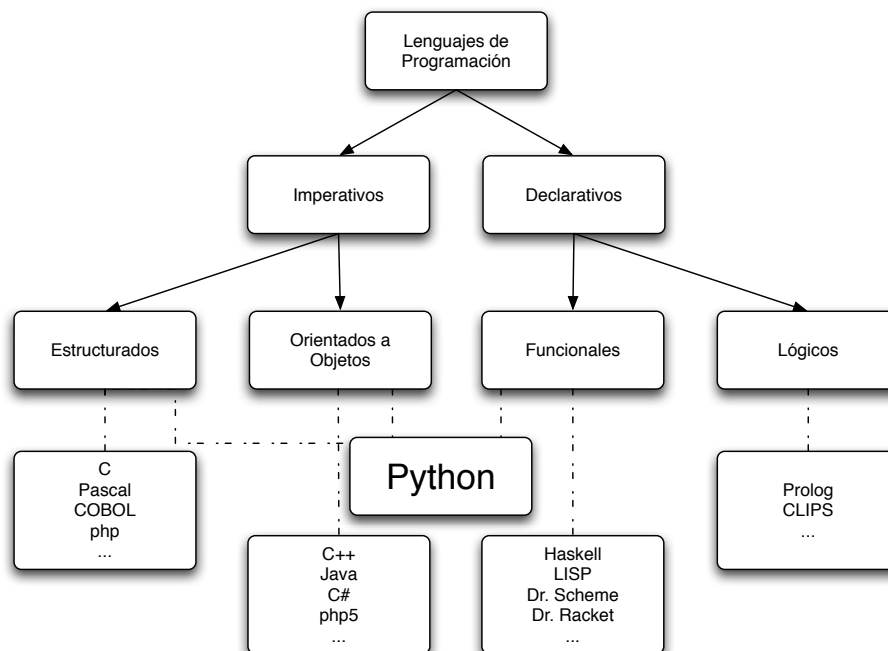 Lenguajes de
Programación
Imperativos
Declarativos
Estructurados
Orientados a
Objetos
Funcionales
Lógicos
C
Pascal
COBOL
php
...
Python
Prolog
CLIPS
...
C++
Java
C#
php5
...
Haskell
LISP
Dr. Scheme
Dr. Racket
...